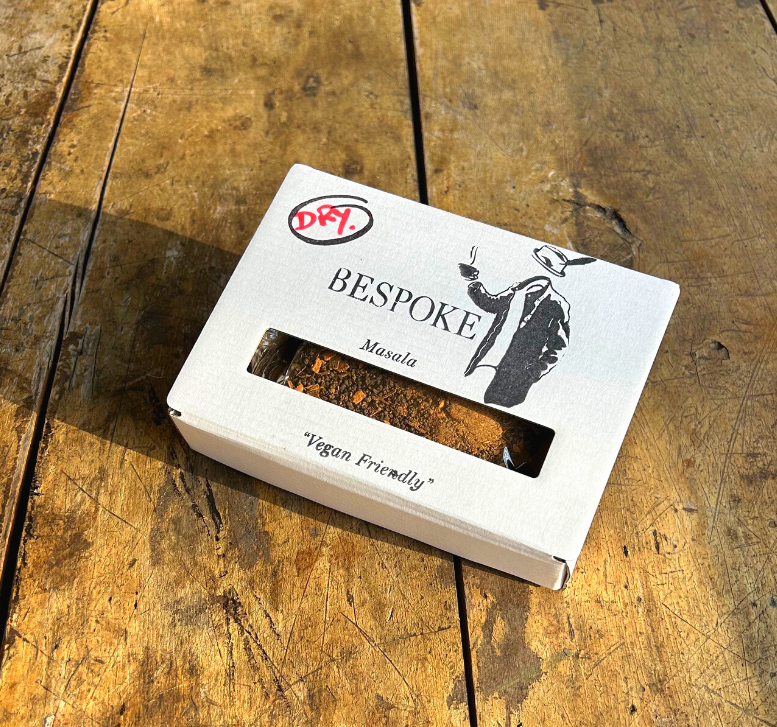 DRY.
BESPOKE
Masala
“Vegan Friendly”